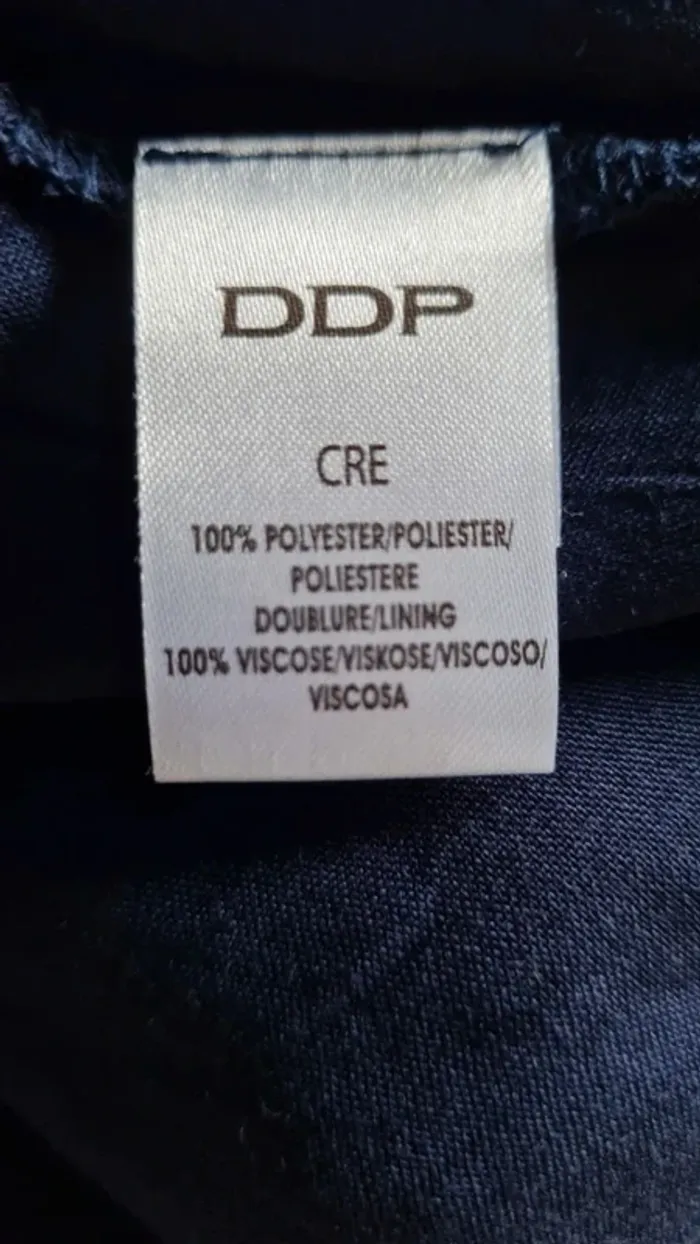 DDP
CRE
100% POLYESTER/POLIESTER/
POLIESTERE
DOUBLURE/LINING
100% VISCOSE/VISKOSE/VISCOSO/
VISCOSA